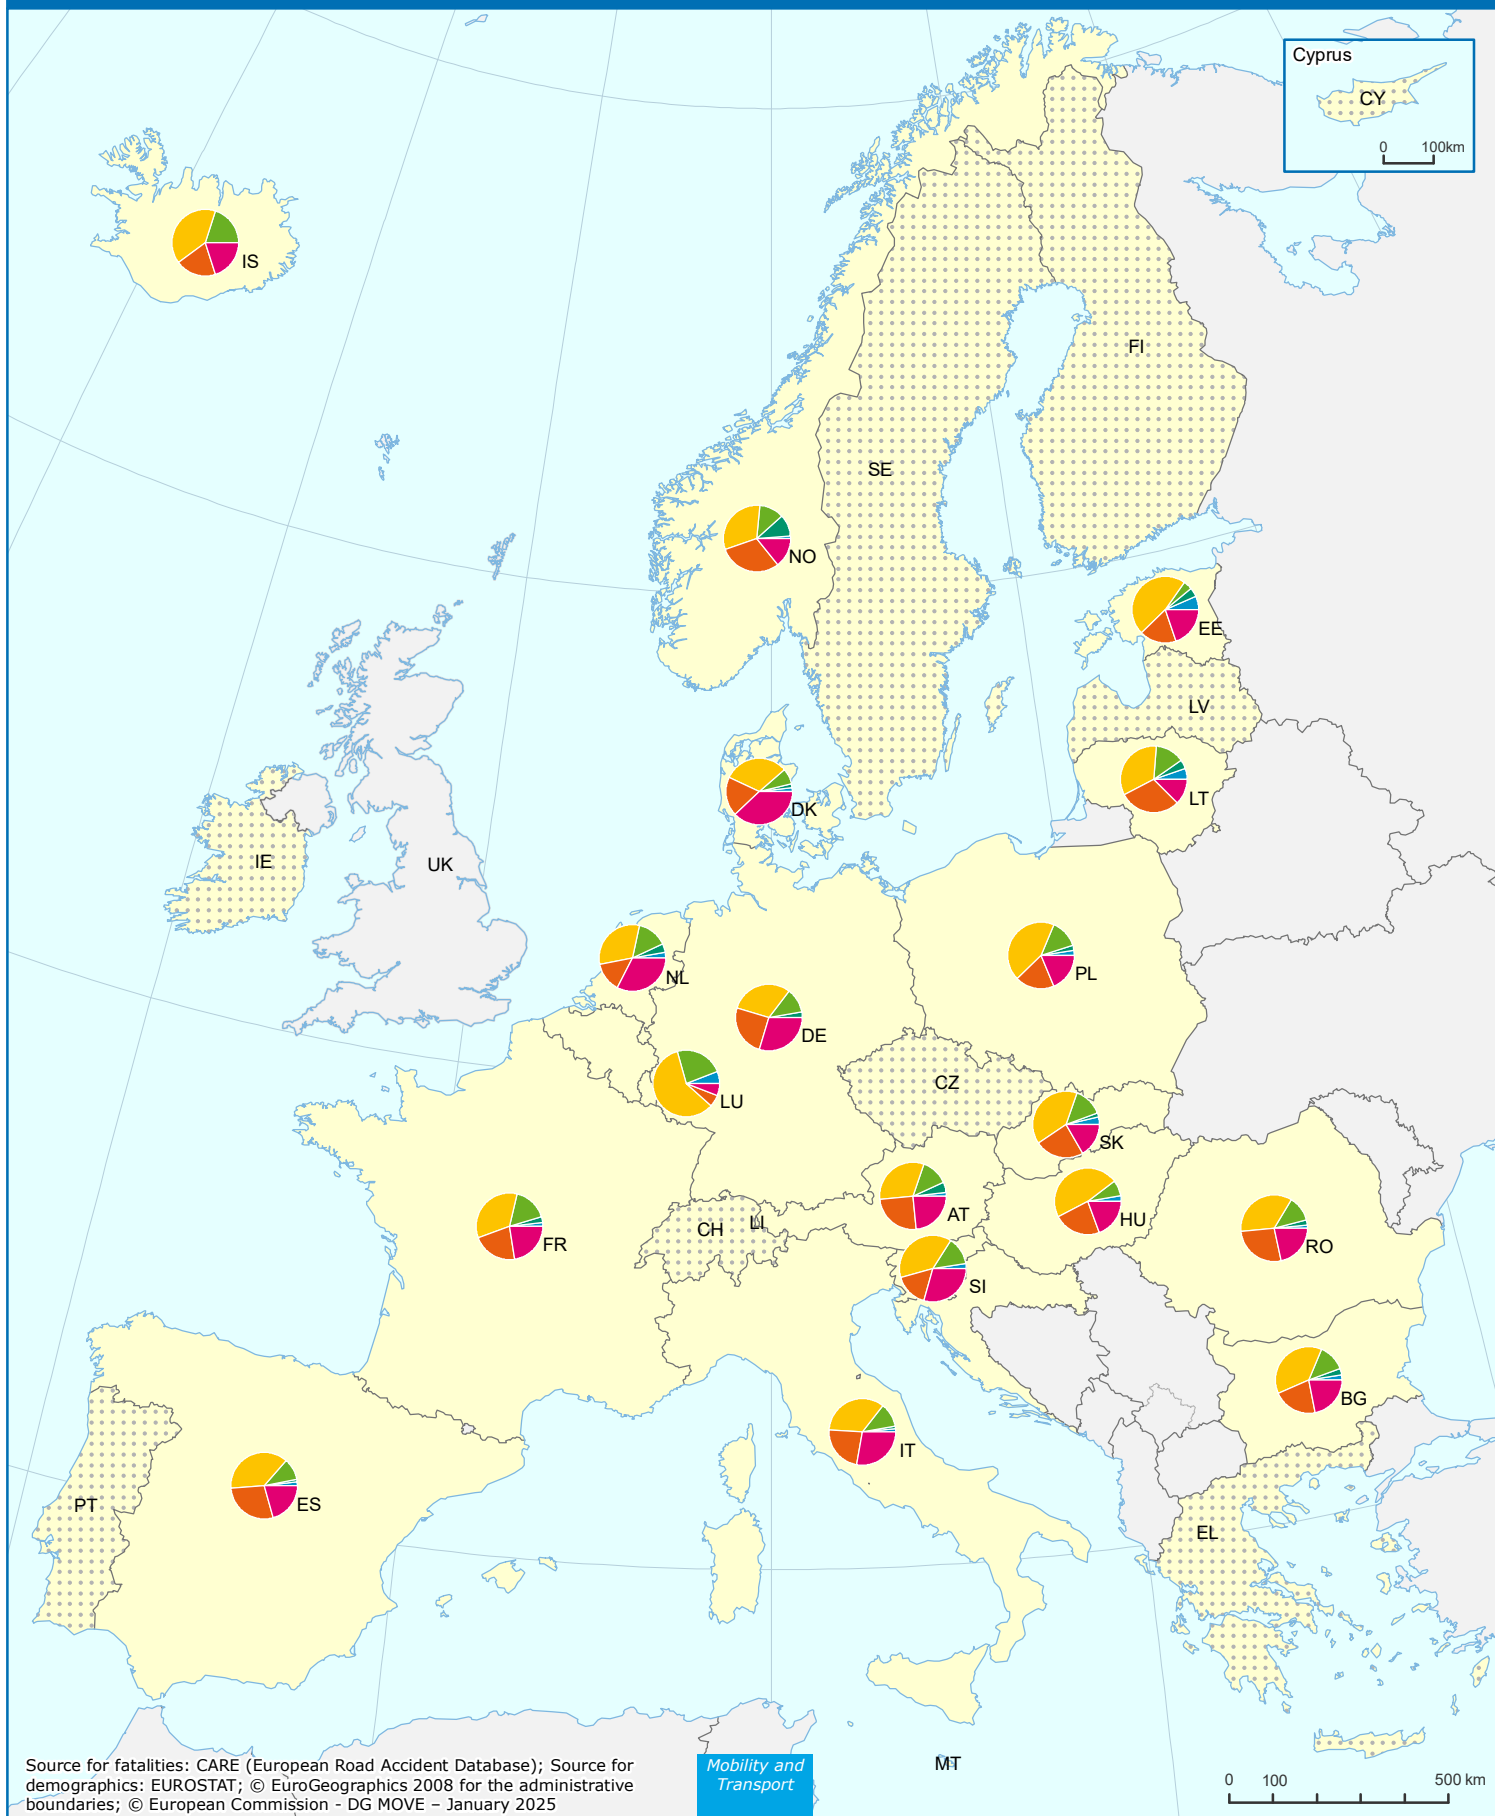 Cyprus
CY
0 100km
IS
FI
SE
NO
EE
LV
LT
DK
IE
UK
NL
PL
DE
CZ
LU
SK
AT
HU
CH
LI
FR
RO
SI
BG
IT
ES
PT
EL
MT
Source for fatalities: CARE (European Road Accident Database); Source for
demographics: EUROSTAT; © EuroGeographics 2008 for the administrative
boundaries; © European Commission - DG MOVE – January 2025
Mobility and
Transport
0 100 500 km